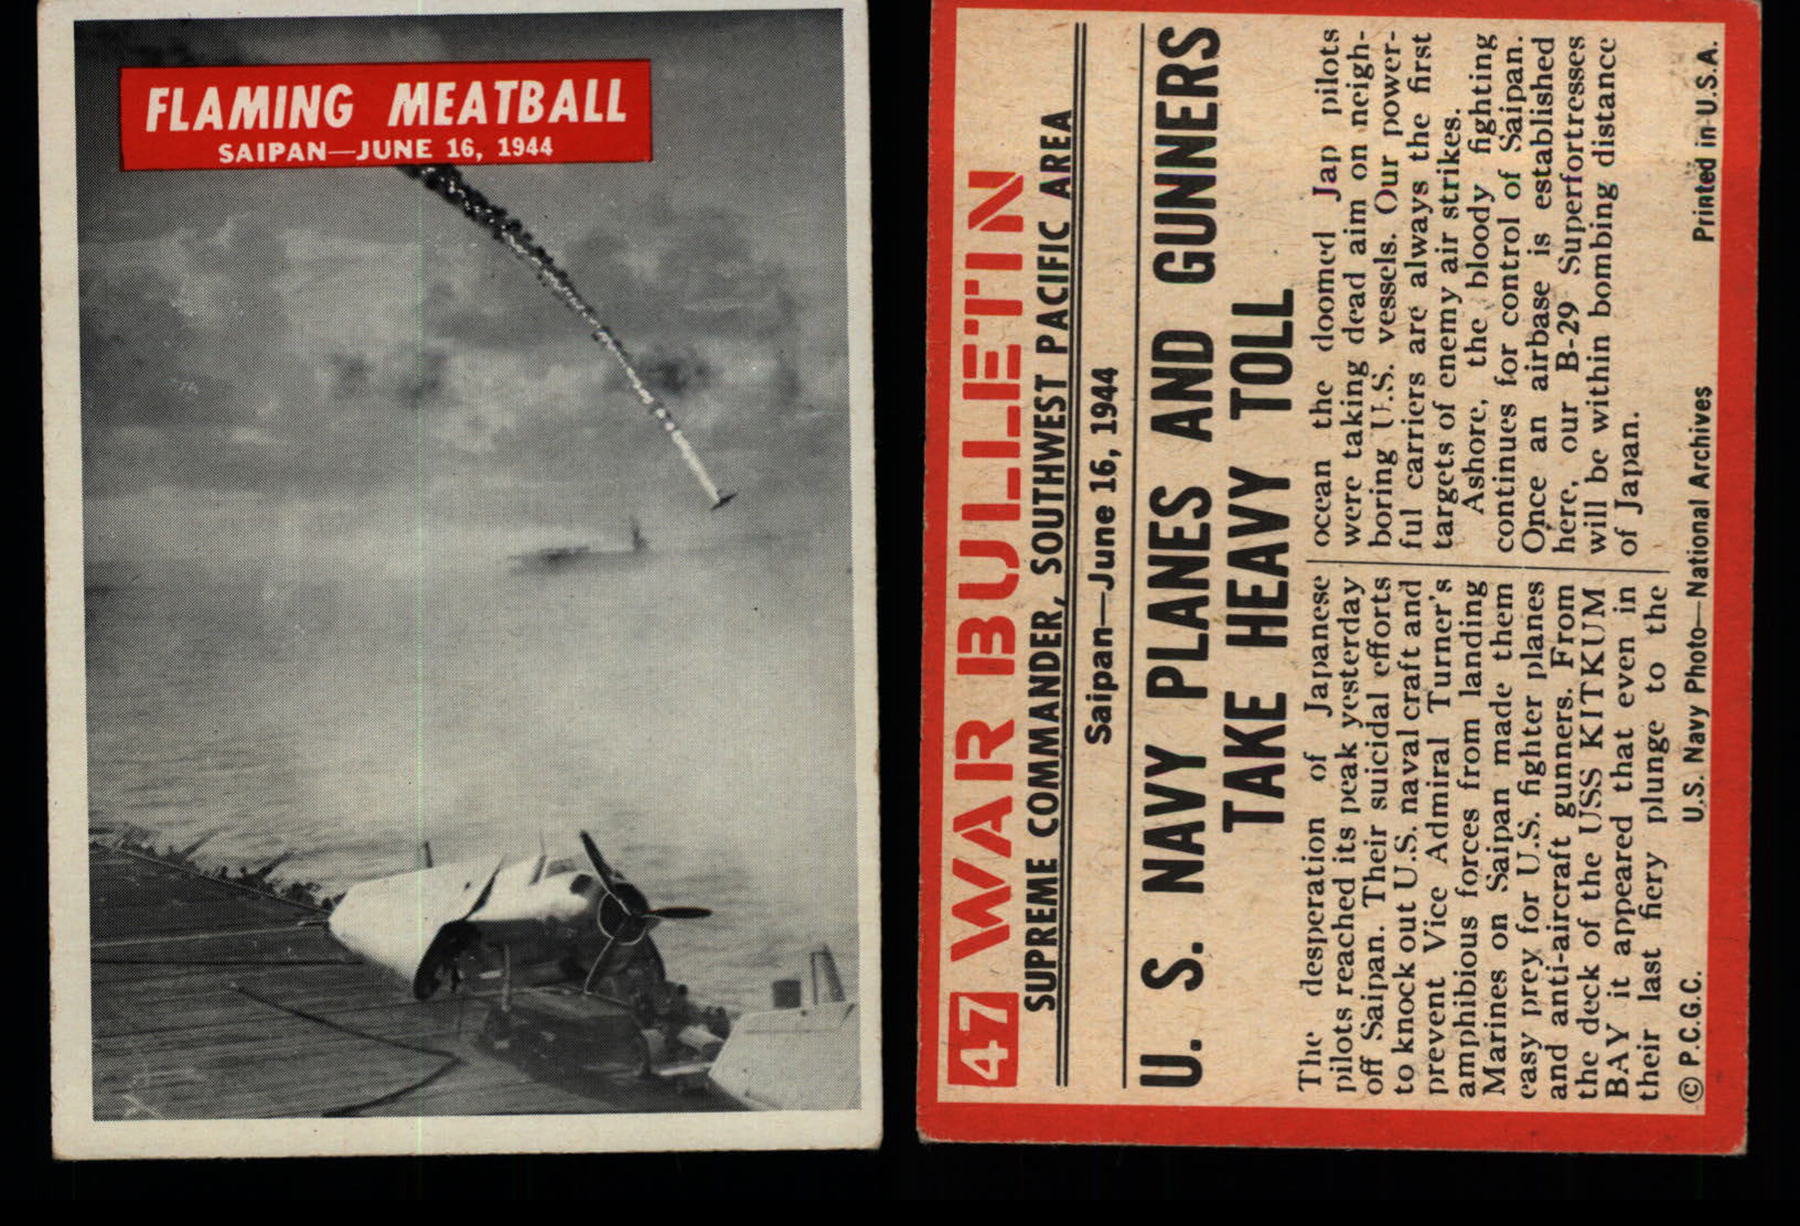 FLAMING MEATBALL
SAIPAN—JUNE 16, 1944
47 WAR BULLETIN
SUPREME COMMANDER, SOUTHWEST PACIFIC AREA
Saipan—June 16, 1944
U. S. NAVY PLANES AND GUNNERS
TAKE HEAVY TOLL
The desperation of Japanese
pilots reached its peak yesterday
off Saipan. Their suicidal efforts
to knock out U.S. naval craft and
prevent Vice Admiral Turner's
amphibious forces from landing
Marines on Saipan made them
easy prey for U.S. fighter planes
and anti-aircraft gunners. From
the deck of the USS KITKUM
BAY it appeared that even in
their last fiery plunge to the
ocean the doomed Jap pilots
were taking dead aim on neigh-
boring U.S. vessels. Our power-
ful carriers are always the first
targets of enemy air strikes.
Ashore, the bloody fighting
continues for control of Saipan.
Once an airbase is established
here, our B-29 Superfortresses
will be within bombing distance
of Japan.
© P.C.G.C. U.S. Navy Photo—National Archives Printed in U.S.A.